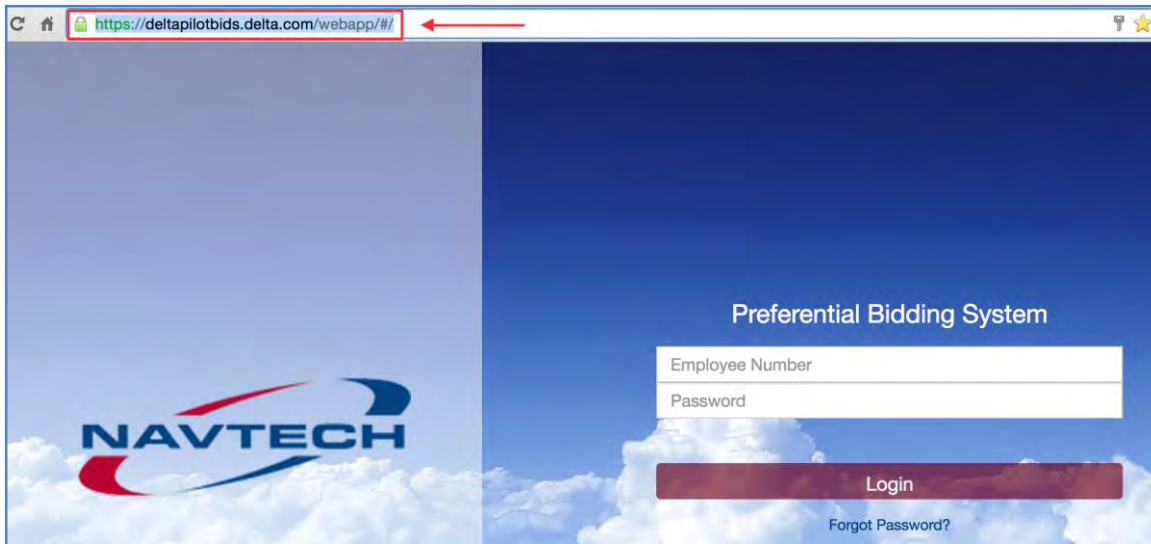 https://deltapilotbids.delta.com/webapp/#/
Preferential Bidding System
Employee Number
Password
NAVTECH
Login
Forgot Password?